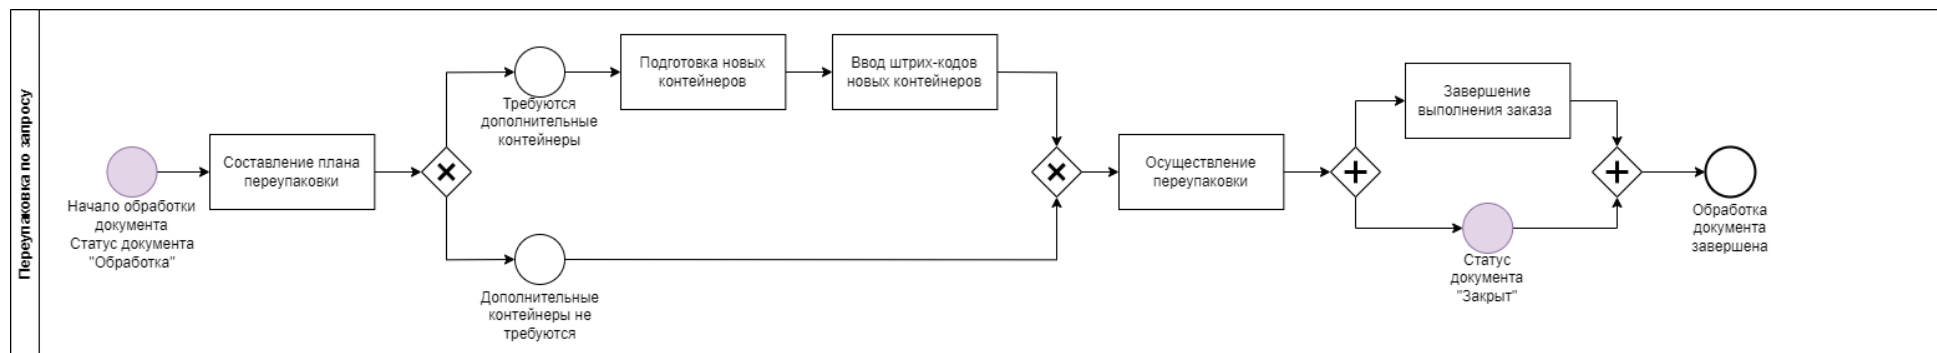 Переупаковка по запросу
Начало обработки
документа
Статус документа
"Обработка"
Составление плана
переупаковки
Требуются
дополнительные
контейнеры
Дополнительные
контейнеры не
требуются
Подготовка новых
контейнеров
Ввод штрих-кодов
новых контейнеров
Осуществление
переупаковки
Завершение
выполнения заказа
Статус
документа
"Закрыт"
Обработка
документа
завершена